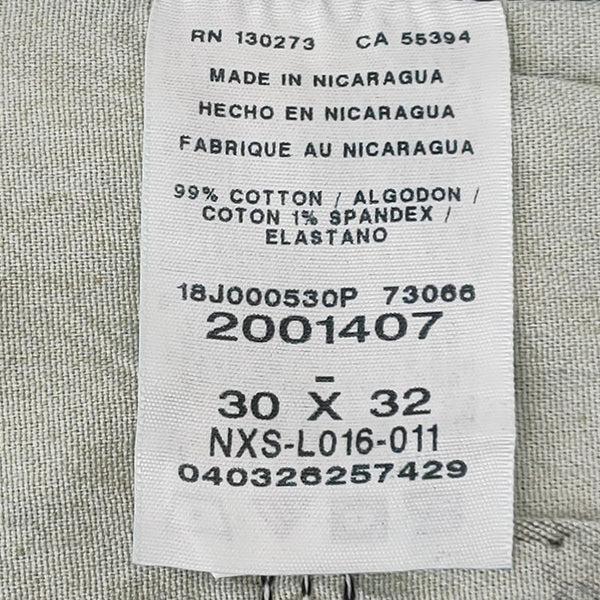 RN 130273 CA 55394
MADE IN NICARAGUA
HECHO EN NICARAGUA
FABRIQUE AU NICARAGUA
99% COTTON / ALGODON /
COTON 1% SPANDEX /
ELASTANO
18J000530P 73066
2001407
30 X 32
NXS-L016-011
040326257429